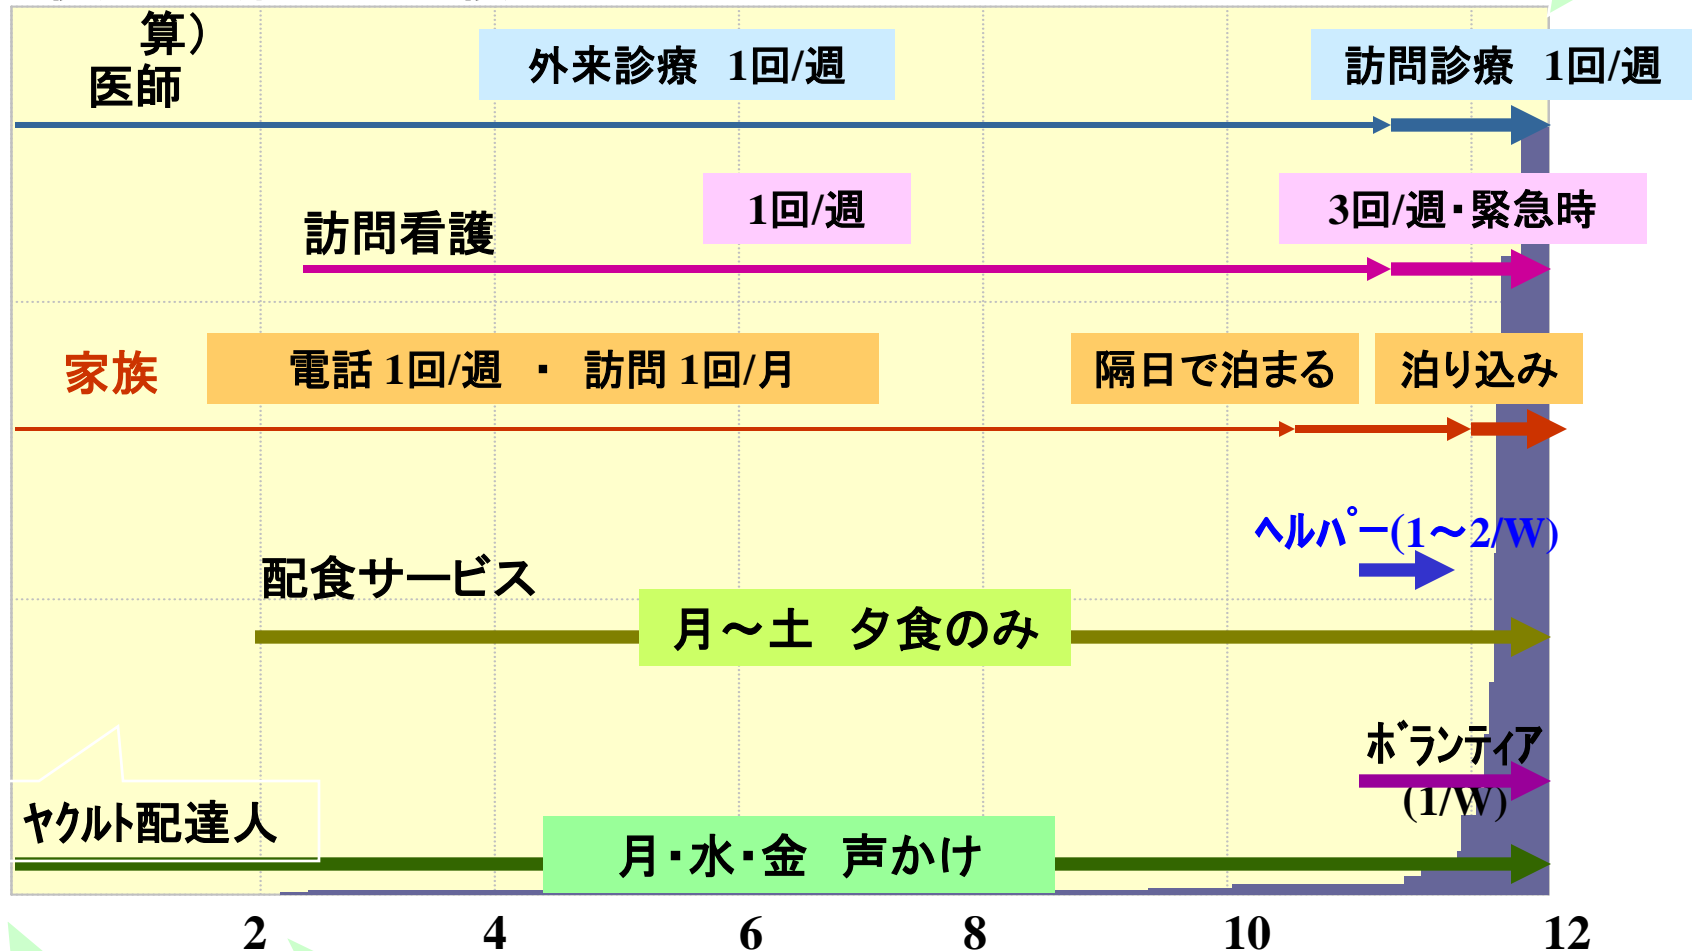 算）
医師
外来診療　1回/週
訪問診療　1回/週
訪問看護
1回/週
3回/週・緊急時
家族
電話 1回/週　・　訪問 1回/月
隔日で泊まる
泊り込み
ﾍﾙﾊﾟｰ(1～2/W)
配食サービス
月～土　夕食のみ
ﾎﾞﾗﾝﾃｨｱ
(1/W)
ﾔｸﾙﾄ配達人
月・水・金　声かけ
2 4 6 8 10 12